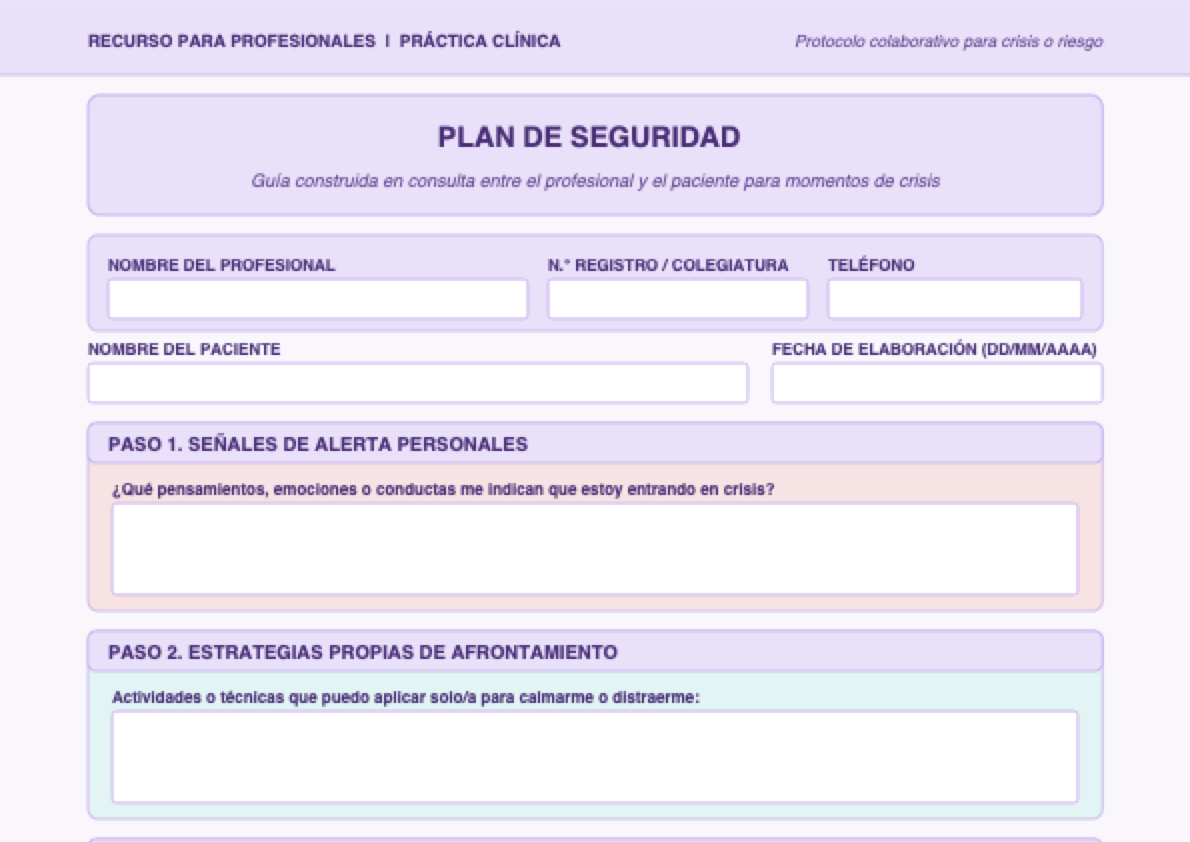 RECURSO PARA PROFESIONALES | PRÁCTICA CLÍNICA
Protocolo colaborativo para crisis o riesgo
PLAN DE SEGURIDAD
Guía construida en consulta entre el profesional y el paciente para momentos de crisis
NOMBRE DEL PROFESIONAL
N.° REGISTRO / COLEGIATURA
TELÉFONO
NOMBRE DEL PACIENTE
FECHA DE ELABORACIÓN (DD/MM/AAAA)
PASO 1. SEÑALES DE ALERTA PERSONALES
¿Qué pensamientos, emociones o conductas me indican que estoy entrando en crisis?
PASO 2. ESTRATEGIAS PROPIAS DE AFRONTAMIENTO
Actividades o técnicas que puedo aplicar solo/a para calmarme o distraerme: